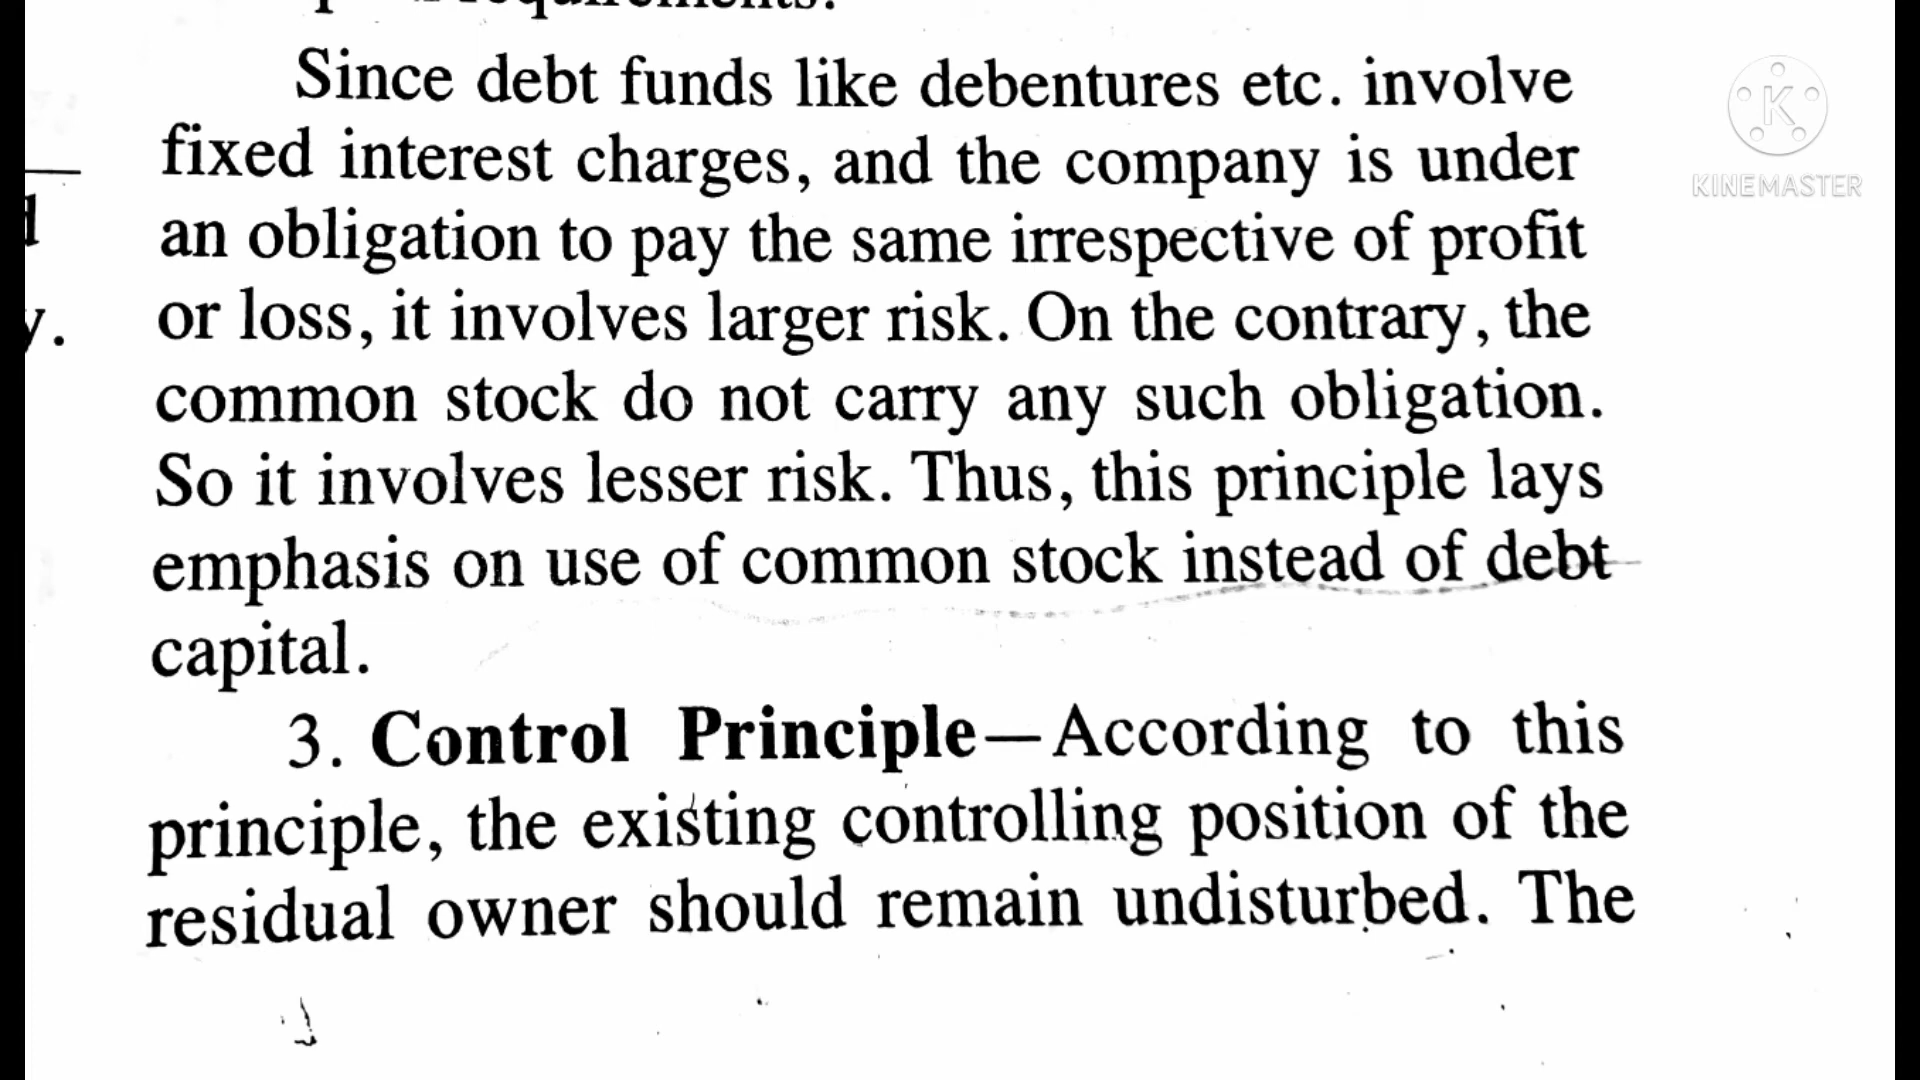 requirements.
Since debt funds like debentures etc. involve
fixed interest charges, and the company is under
an obligation to pay the same irrespective of profit
or loss, it involves larger risk. On the contrary, the
common stock do not carry any such obligation.
So it involves lesser risk. Thus, this principle lays
emphasis on use of common stock instead of debt
capital.
3. Control Principle—According to this
principle, the existing controlling position of the
residual owner should remain undisturbed. The
y.
K
KINEMASTER